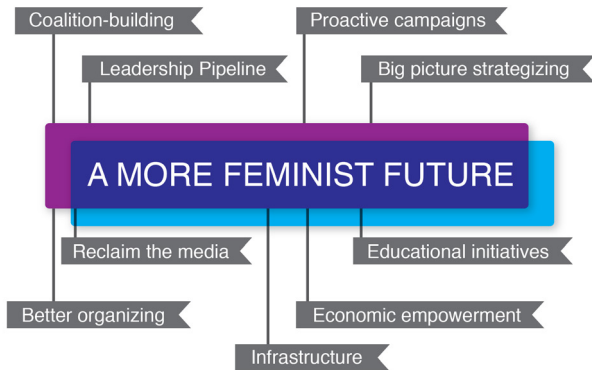 Coalition-building
Proactive campaigns
Leadership Pipeline
Big picture strategizing
A MORE FEMINIST FUTURE
Reclaim the media
Educational initiatives
Better organizing
Economic empowerment
Infrastructure